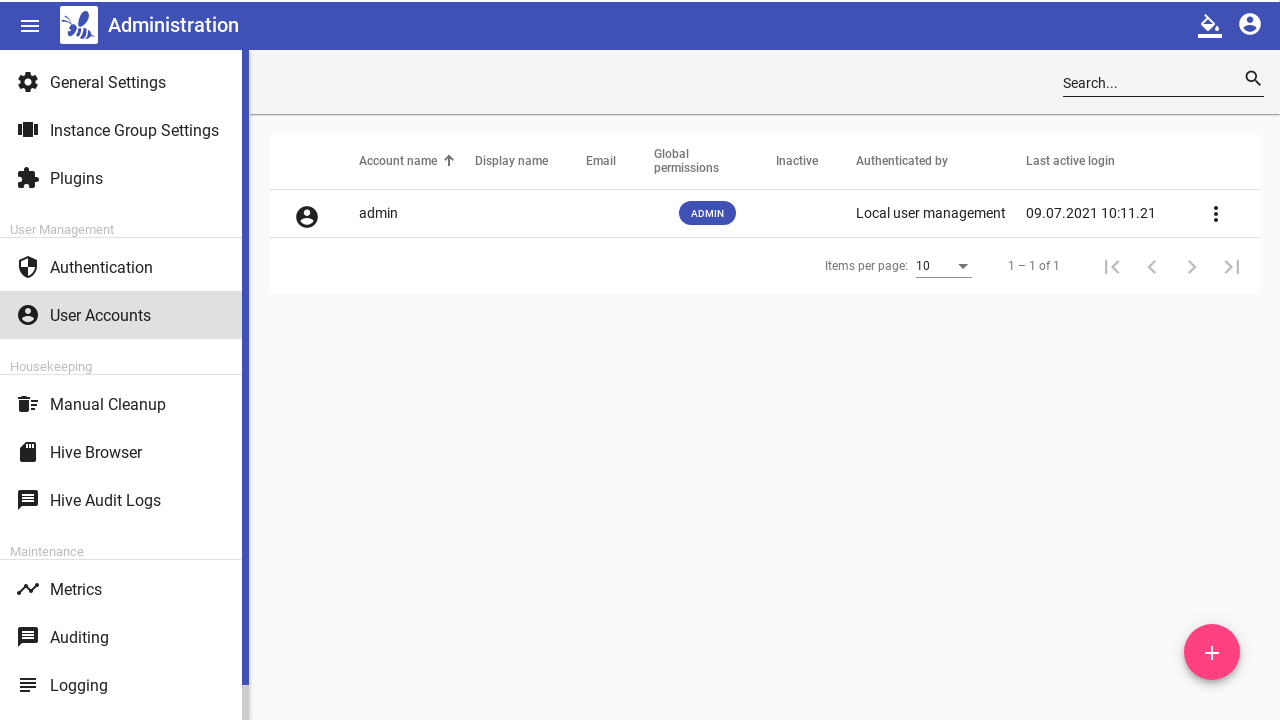 Administration
General Settings
Instance Group Settings
Plugins
User Management
Authentication
User Accounts
Housekeeping
Manual Cleanup
Hive Browser
Hive Audit Logs
Maintenance
Metrics
Auditing
Logging
Search...
Account name Display name Email Global permissions Inactive Authenticated by Last active login
admin ADMIN Local user management 09.07.2021 10:11.21
Items per page: 10 1 – 1 of 1